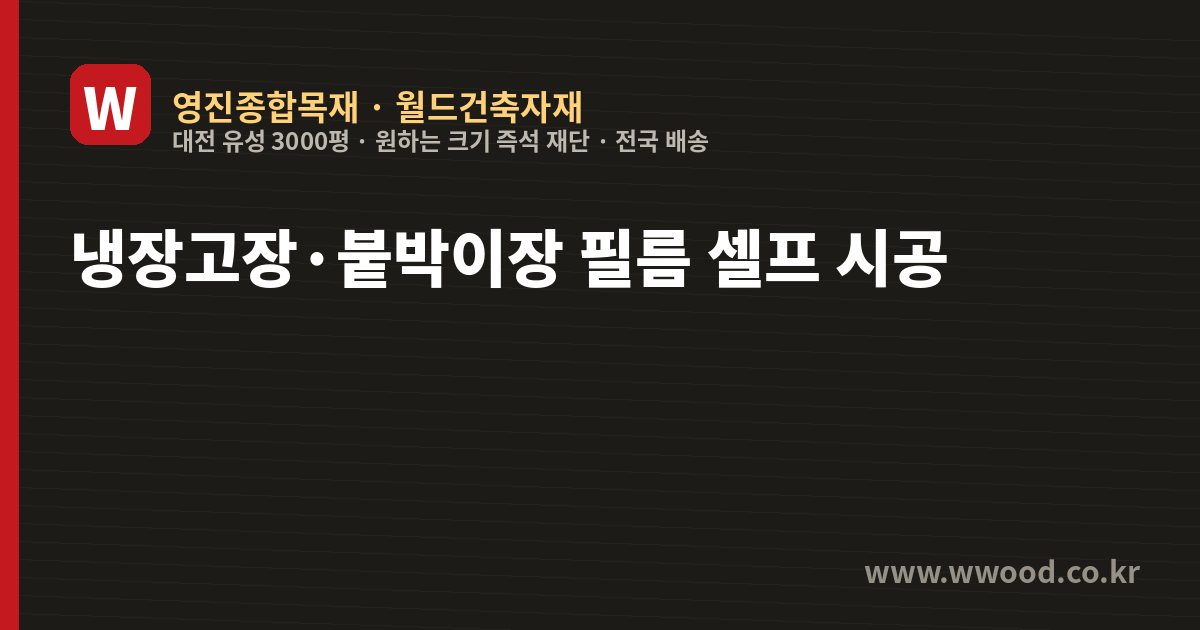 W
영진종합목재 · 월드건축자재
대전 유성 3000평 · 원하는 크기 즉석 재단 · 전국 배송
냉장고장·붙박이장 필름 셀프 시공
www.wwood.co.kr